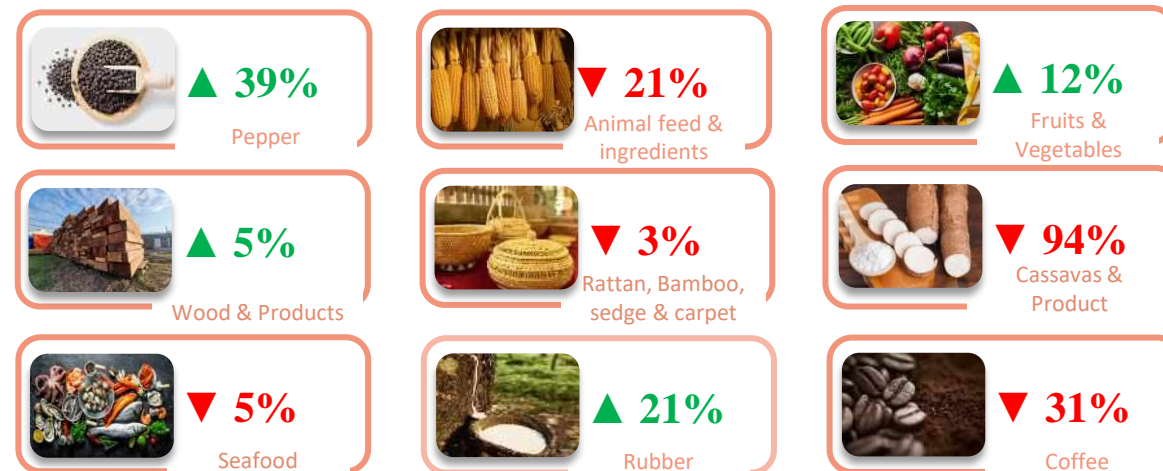 ▲ 39%
Pepper
▼ 21%
Animal feed &
ingredients
▲ 12%
Fruits &
Vegetables
▲ 5%
Wood & Products
▼ 3%
Rattan, Bamboo,
sedge & carpet
▼ 94%
Cassavas &
Product
▼ 5%
Seafood
▲ 21%
Rubber
▼ 31%
Coffee